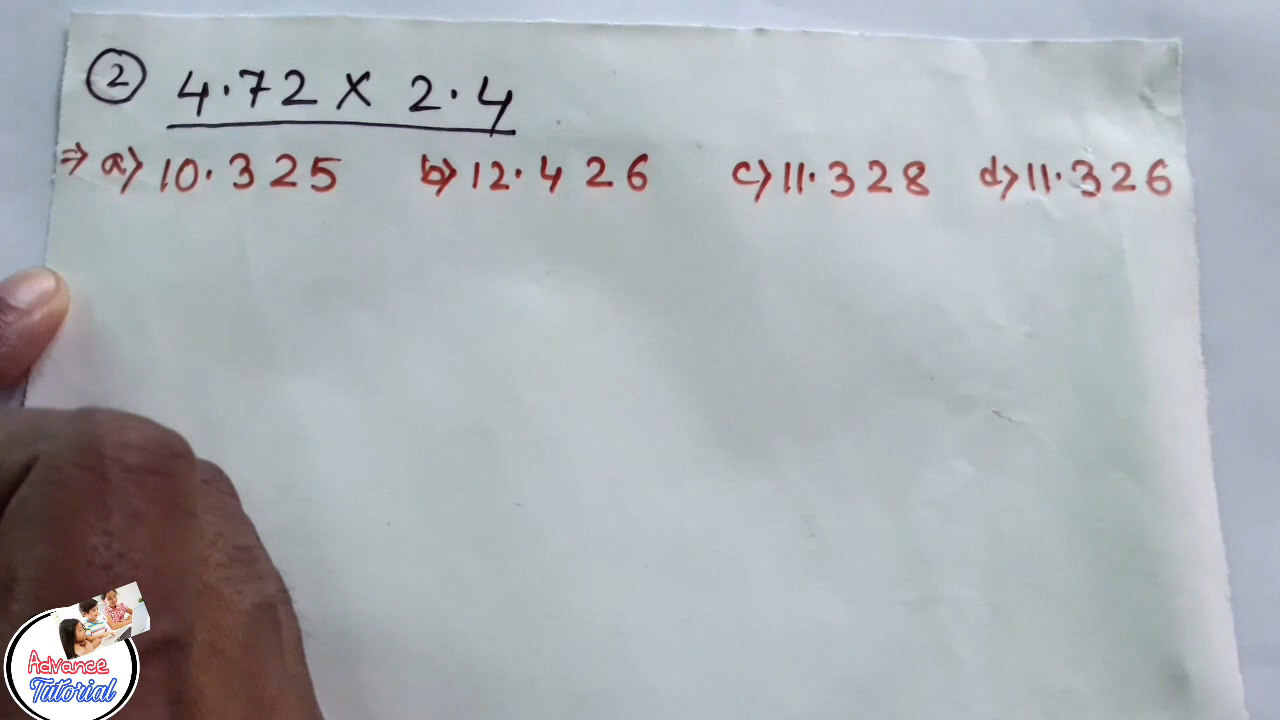 ② 4.72 × 2.4
⇒ a) 10.325 b) 12.426 c) 11.328 d) 11.326
Advance
Tutorial